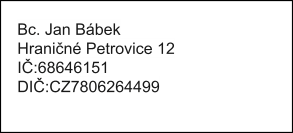 Bc. Jan Bábek
Hraničné Petrovice 12
IČ:68646151
DIČ:CZ7806264499